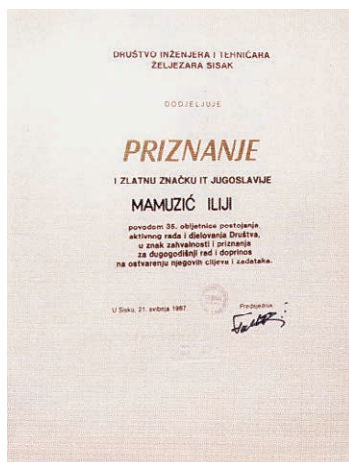 DRUŠTVO INŽENJERA I TEHNIČARA
ŽELJEZARA SISAK
DODJELJUJE
PRIZNANJE
I ZLATNU ZNAČKU IT JUGOSLAVIJE
MAMUZIĆ ILIJI
povodom 35. obljetnice postojanja,
aktivnog rada i djelovanja Društva,
u znak zahvalnosti i priznanja
za dugogodišnji rad i doprinos
na ostvarenju njegovih ciljeva i zadataka.
U Sisku, 21. svibnja 1987.
Predsjednik: